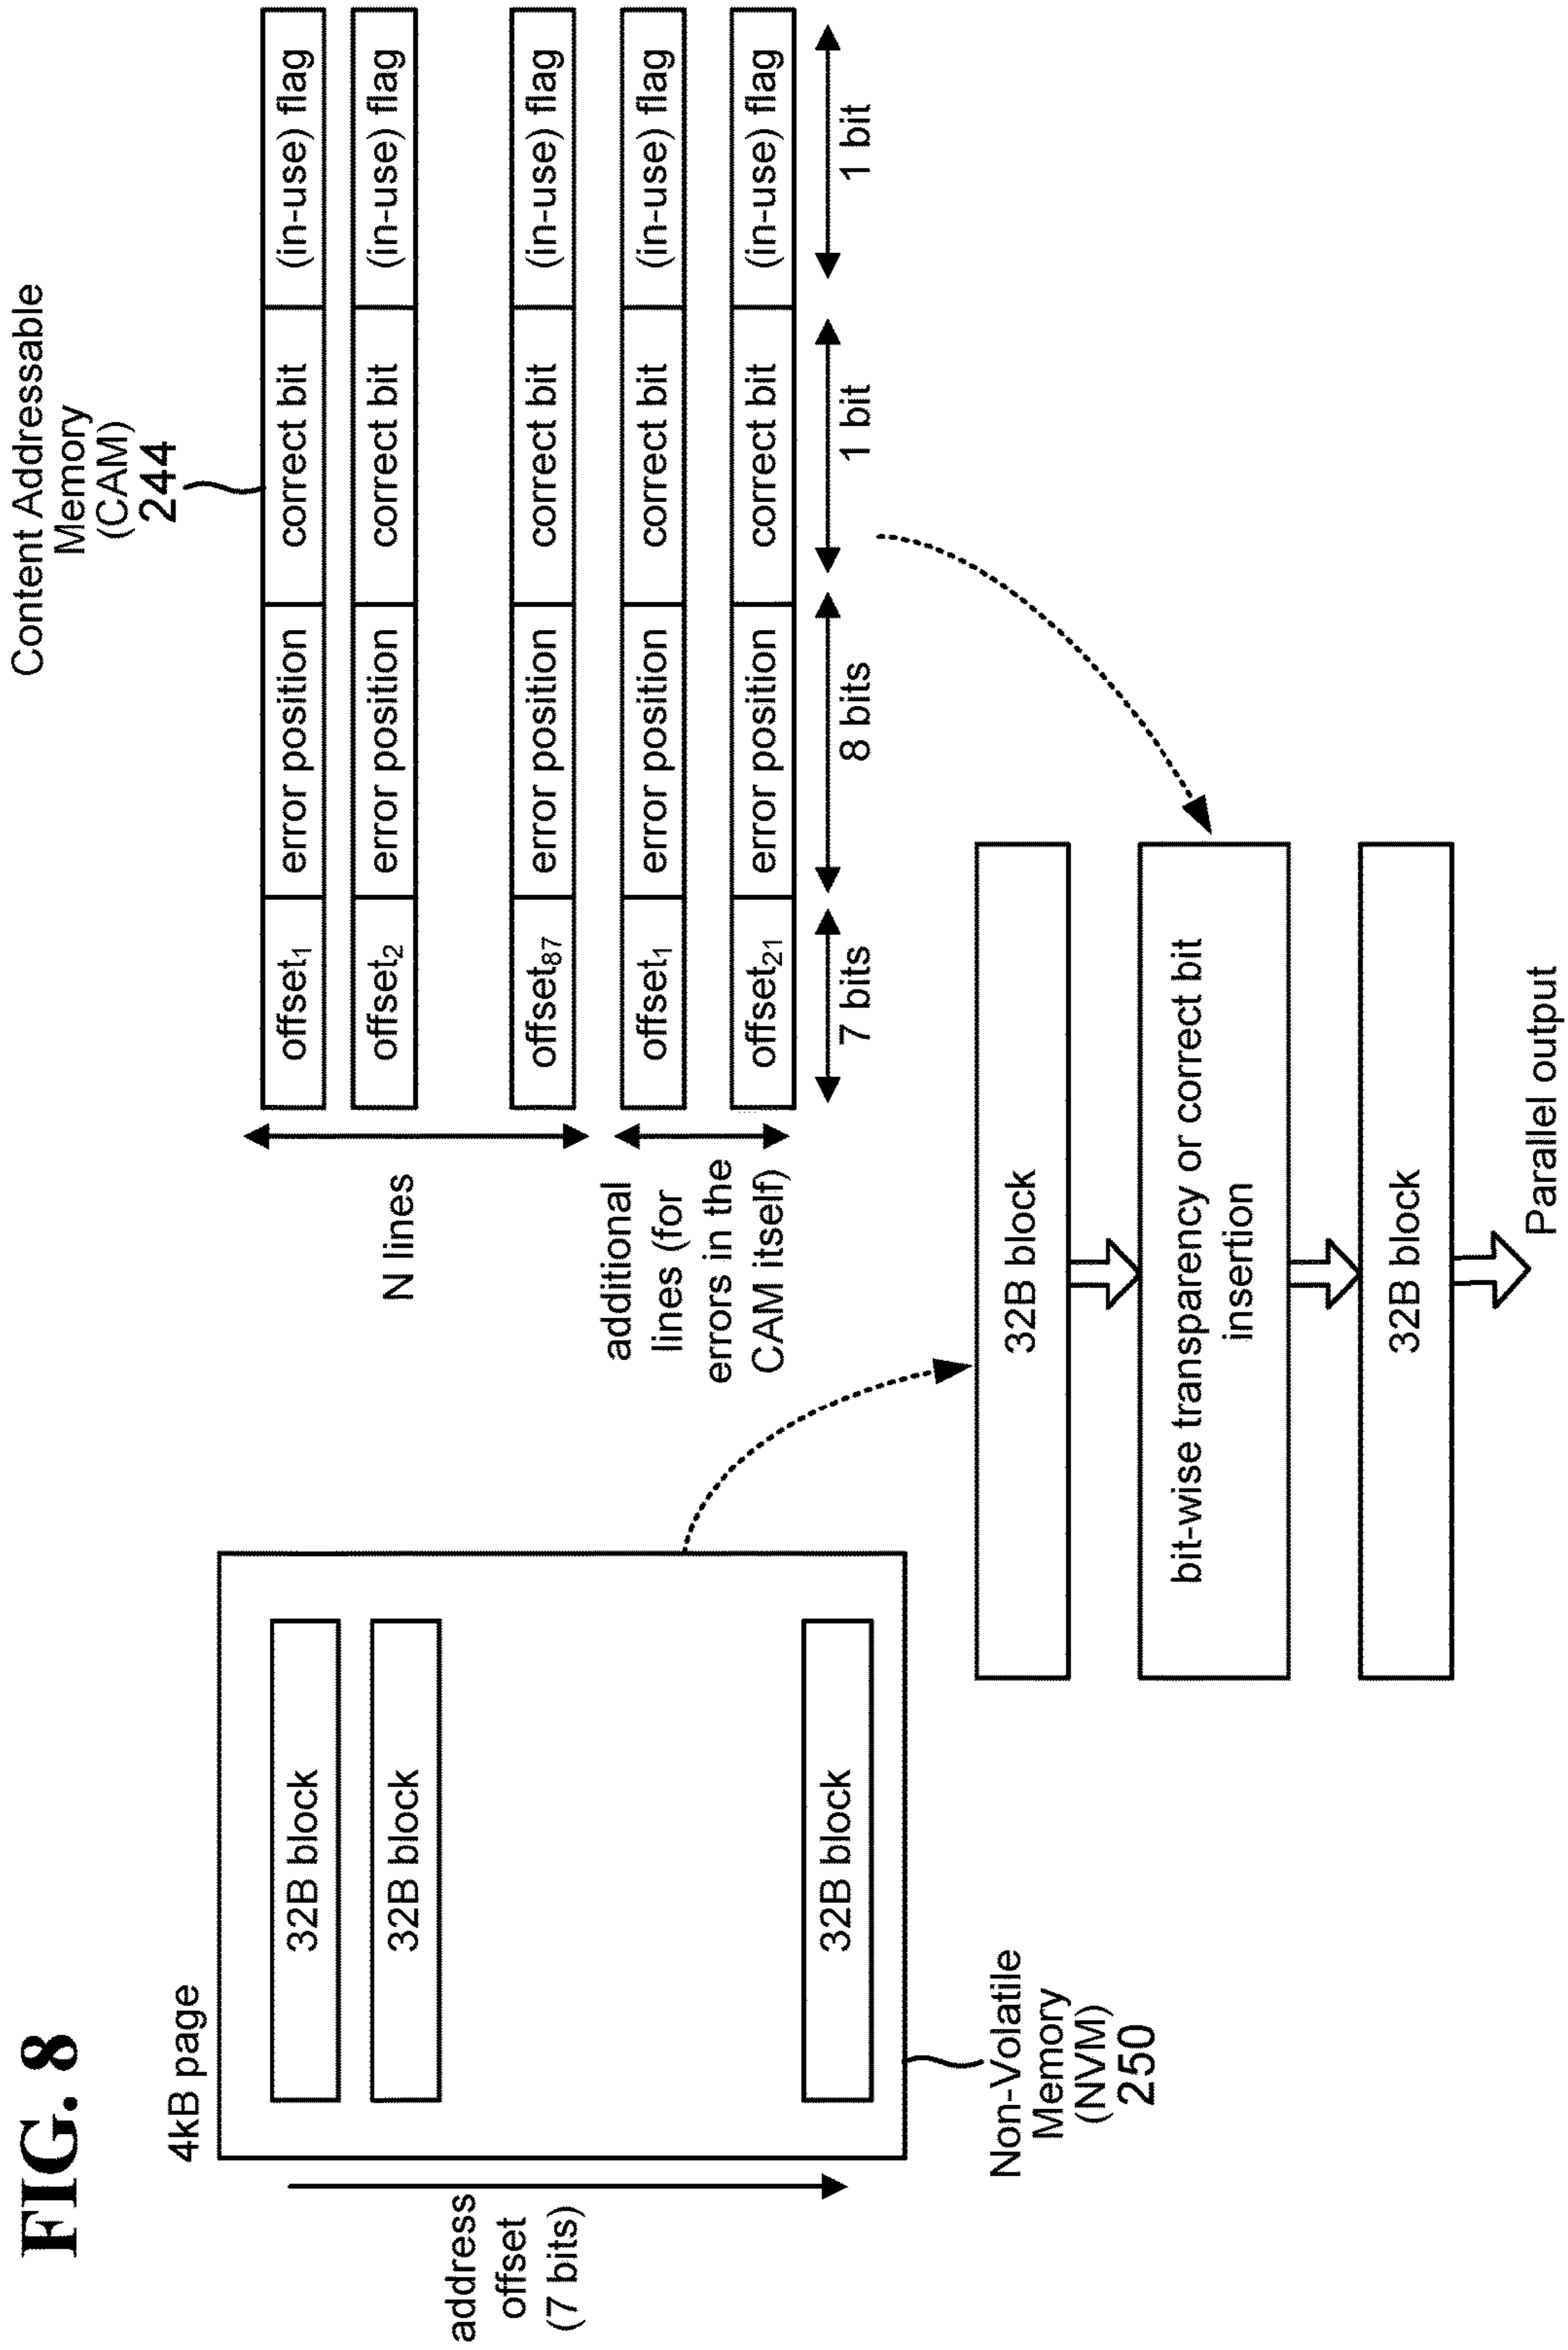 FIG. 8
4kB page
32B block
32B block
32B block
address
offset
(7 bits)
Non-Volatile
Memory
(NVM)
250
Content Addressable
Memory
(CAM)
244
N lines
additional
lines (for
errors in the
CAM itself)
offset1 error position correct bit (in-use) flag
offset2 error position correct bit (in-use) flag
offset87 error position correct bit (in-use) flag
offset1 error position correct bit (in-use) flag
offset21 error position correct bit (in-use) flag
7 bits 8 bits 1 bit 1 bit
32B block
bit-wise transparency or correct bit
insertion
32B block
Parallel output